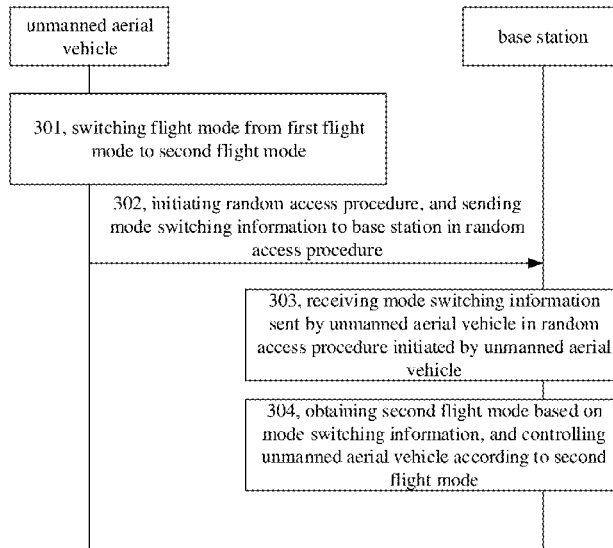 unmanned aerial
vehicle
base station
301, switching flight mode from first flight
mode to second flight mode
302, initiating random access procedure, and sending
mode switching information to base station in random
access procedure
303, receiving mode switching information
sent by unmanned aerial vehicle in random
access procedure initiated by unmanned aerial
vehicle
304, obtaining second flight mode based on
mode switching information, and controlling
unmanned aerial vehicle according to second
flight mode